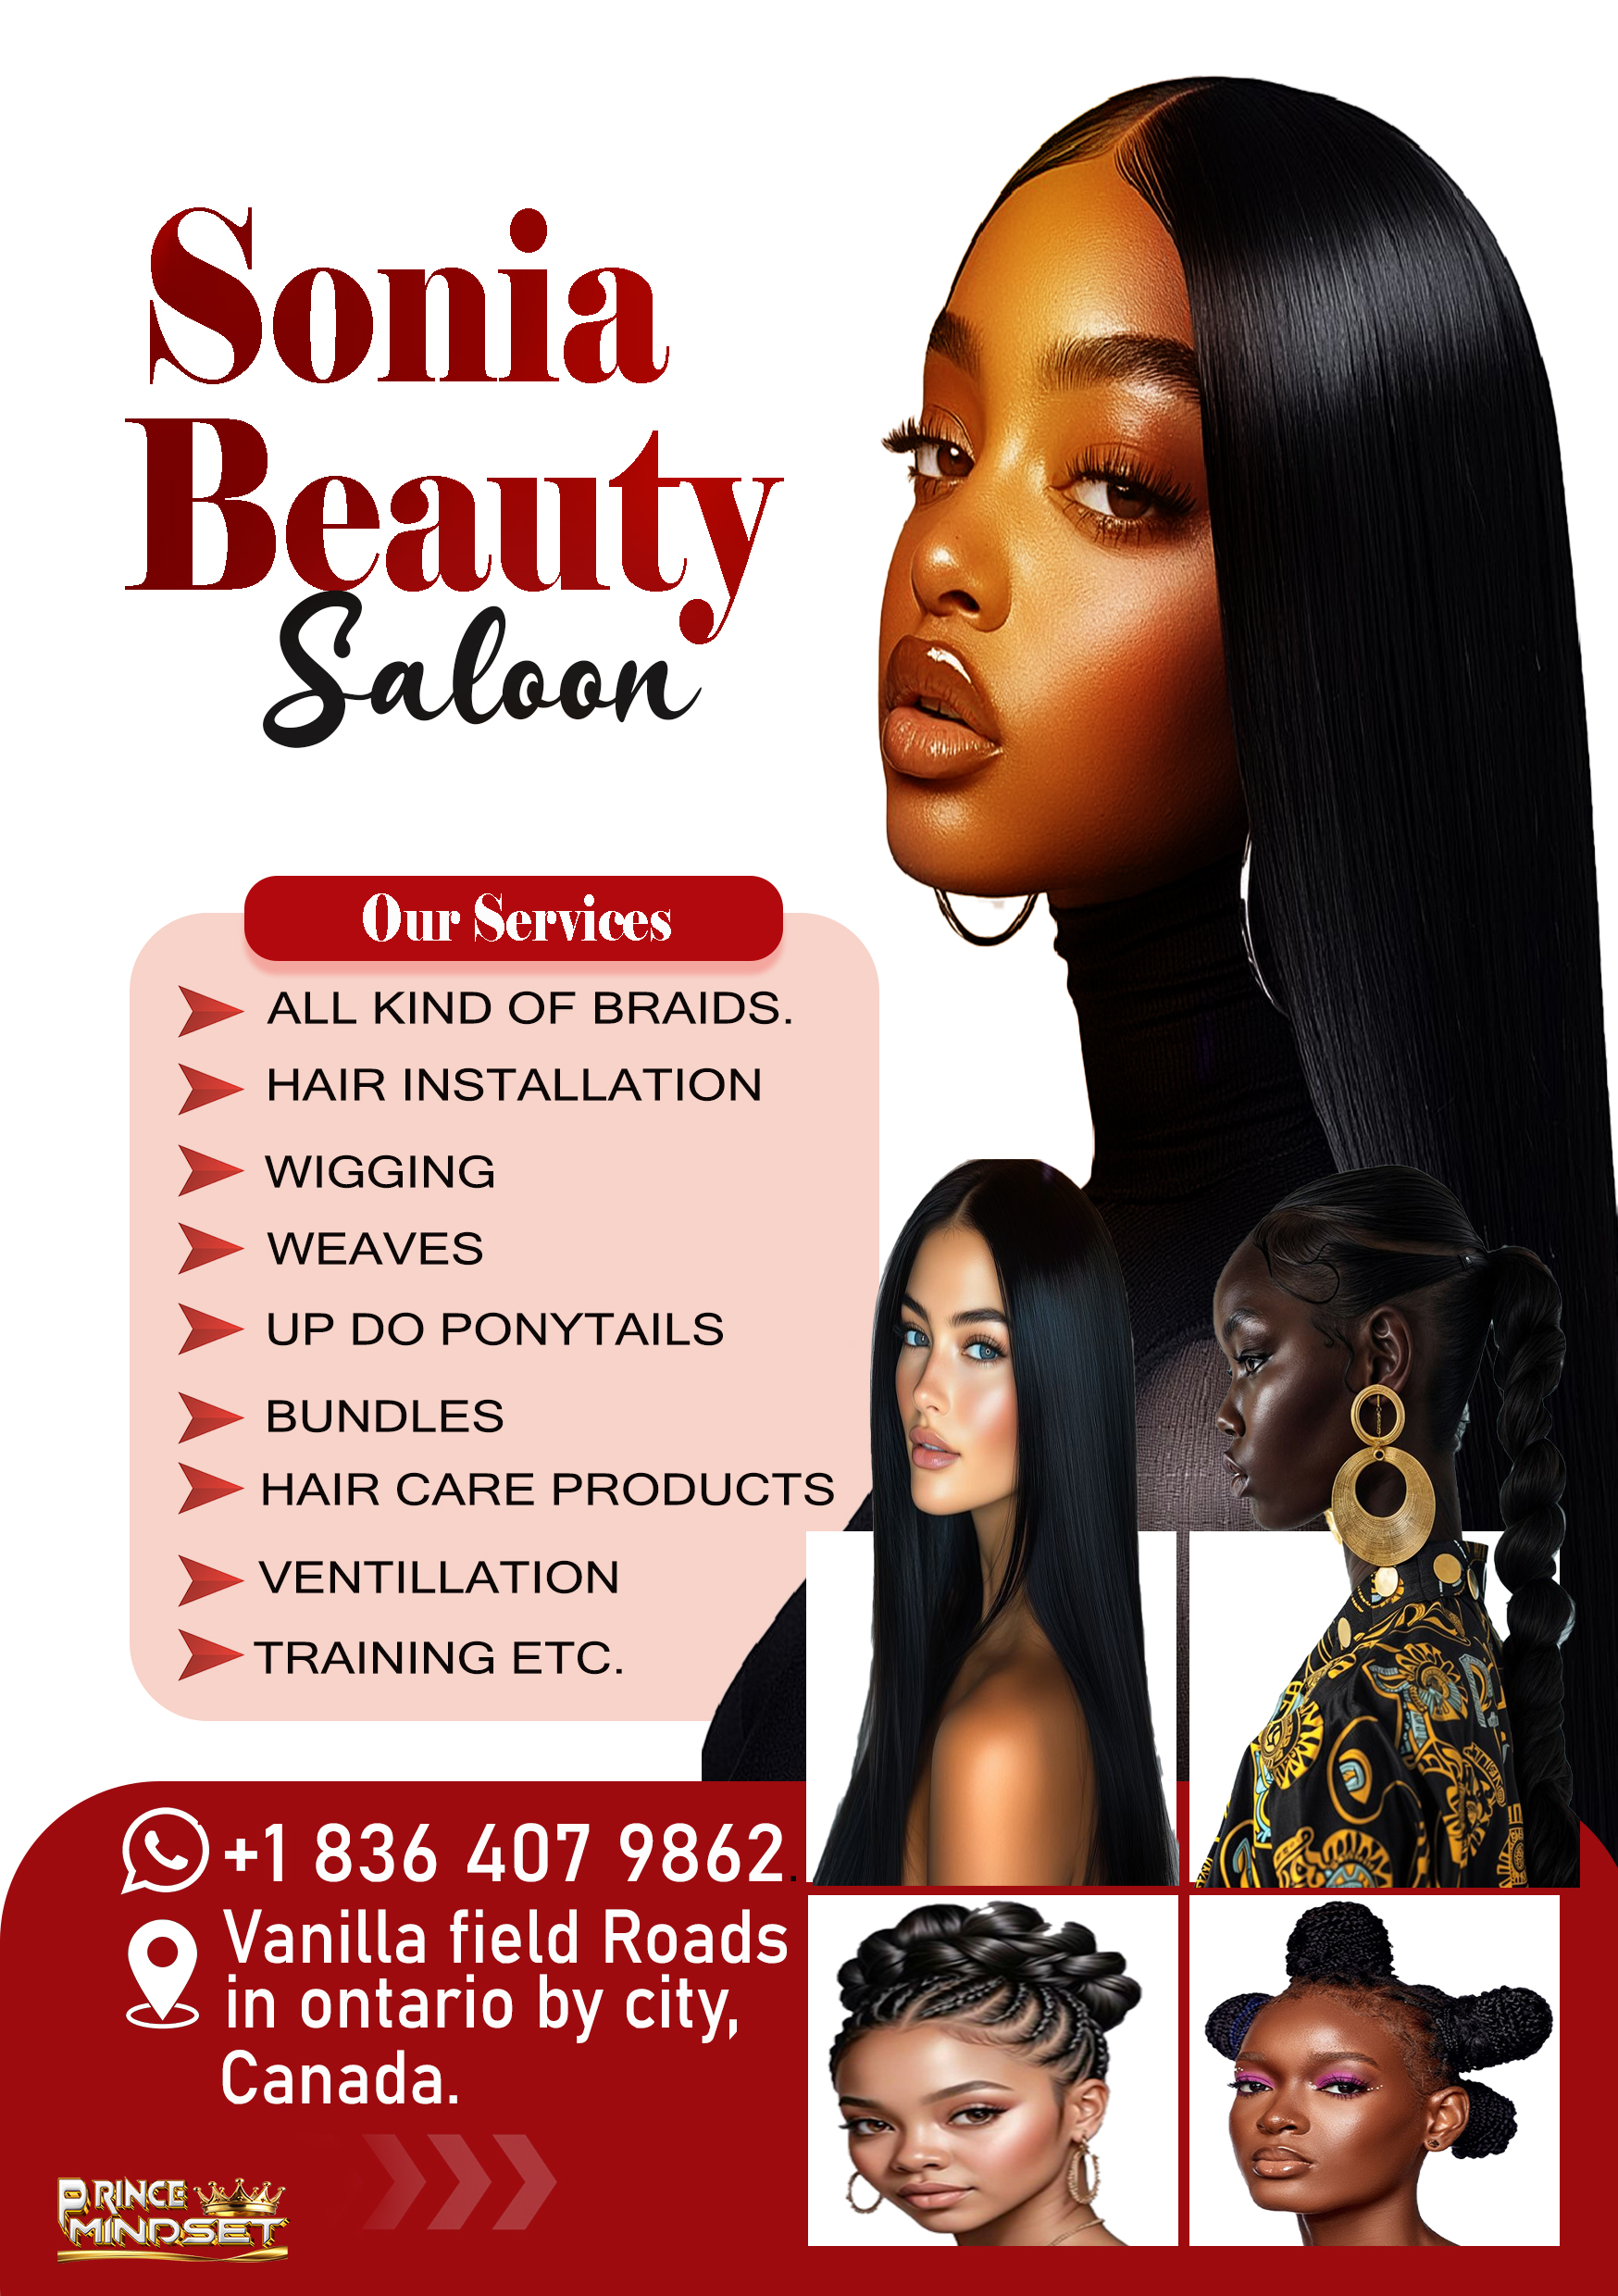 Sonia
Beauty
Saloon
Our Services
ALL KIND OF BRAIDS.
HAIR INSTALLATION
WIGGING
WEAVES
UP DO PONYTAILS
BUNDLES
HAIR CARE PRODUCTS
VENTILLATION
TRAINING ETC.
+1 836 407 9862.
Vanilla field Roads
in ontario by city,
Canada.
PRINCE
MINDSET